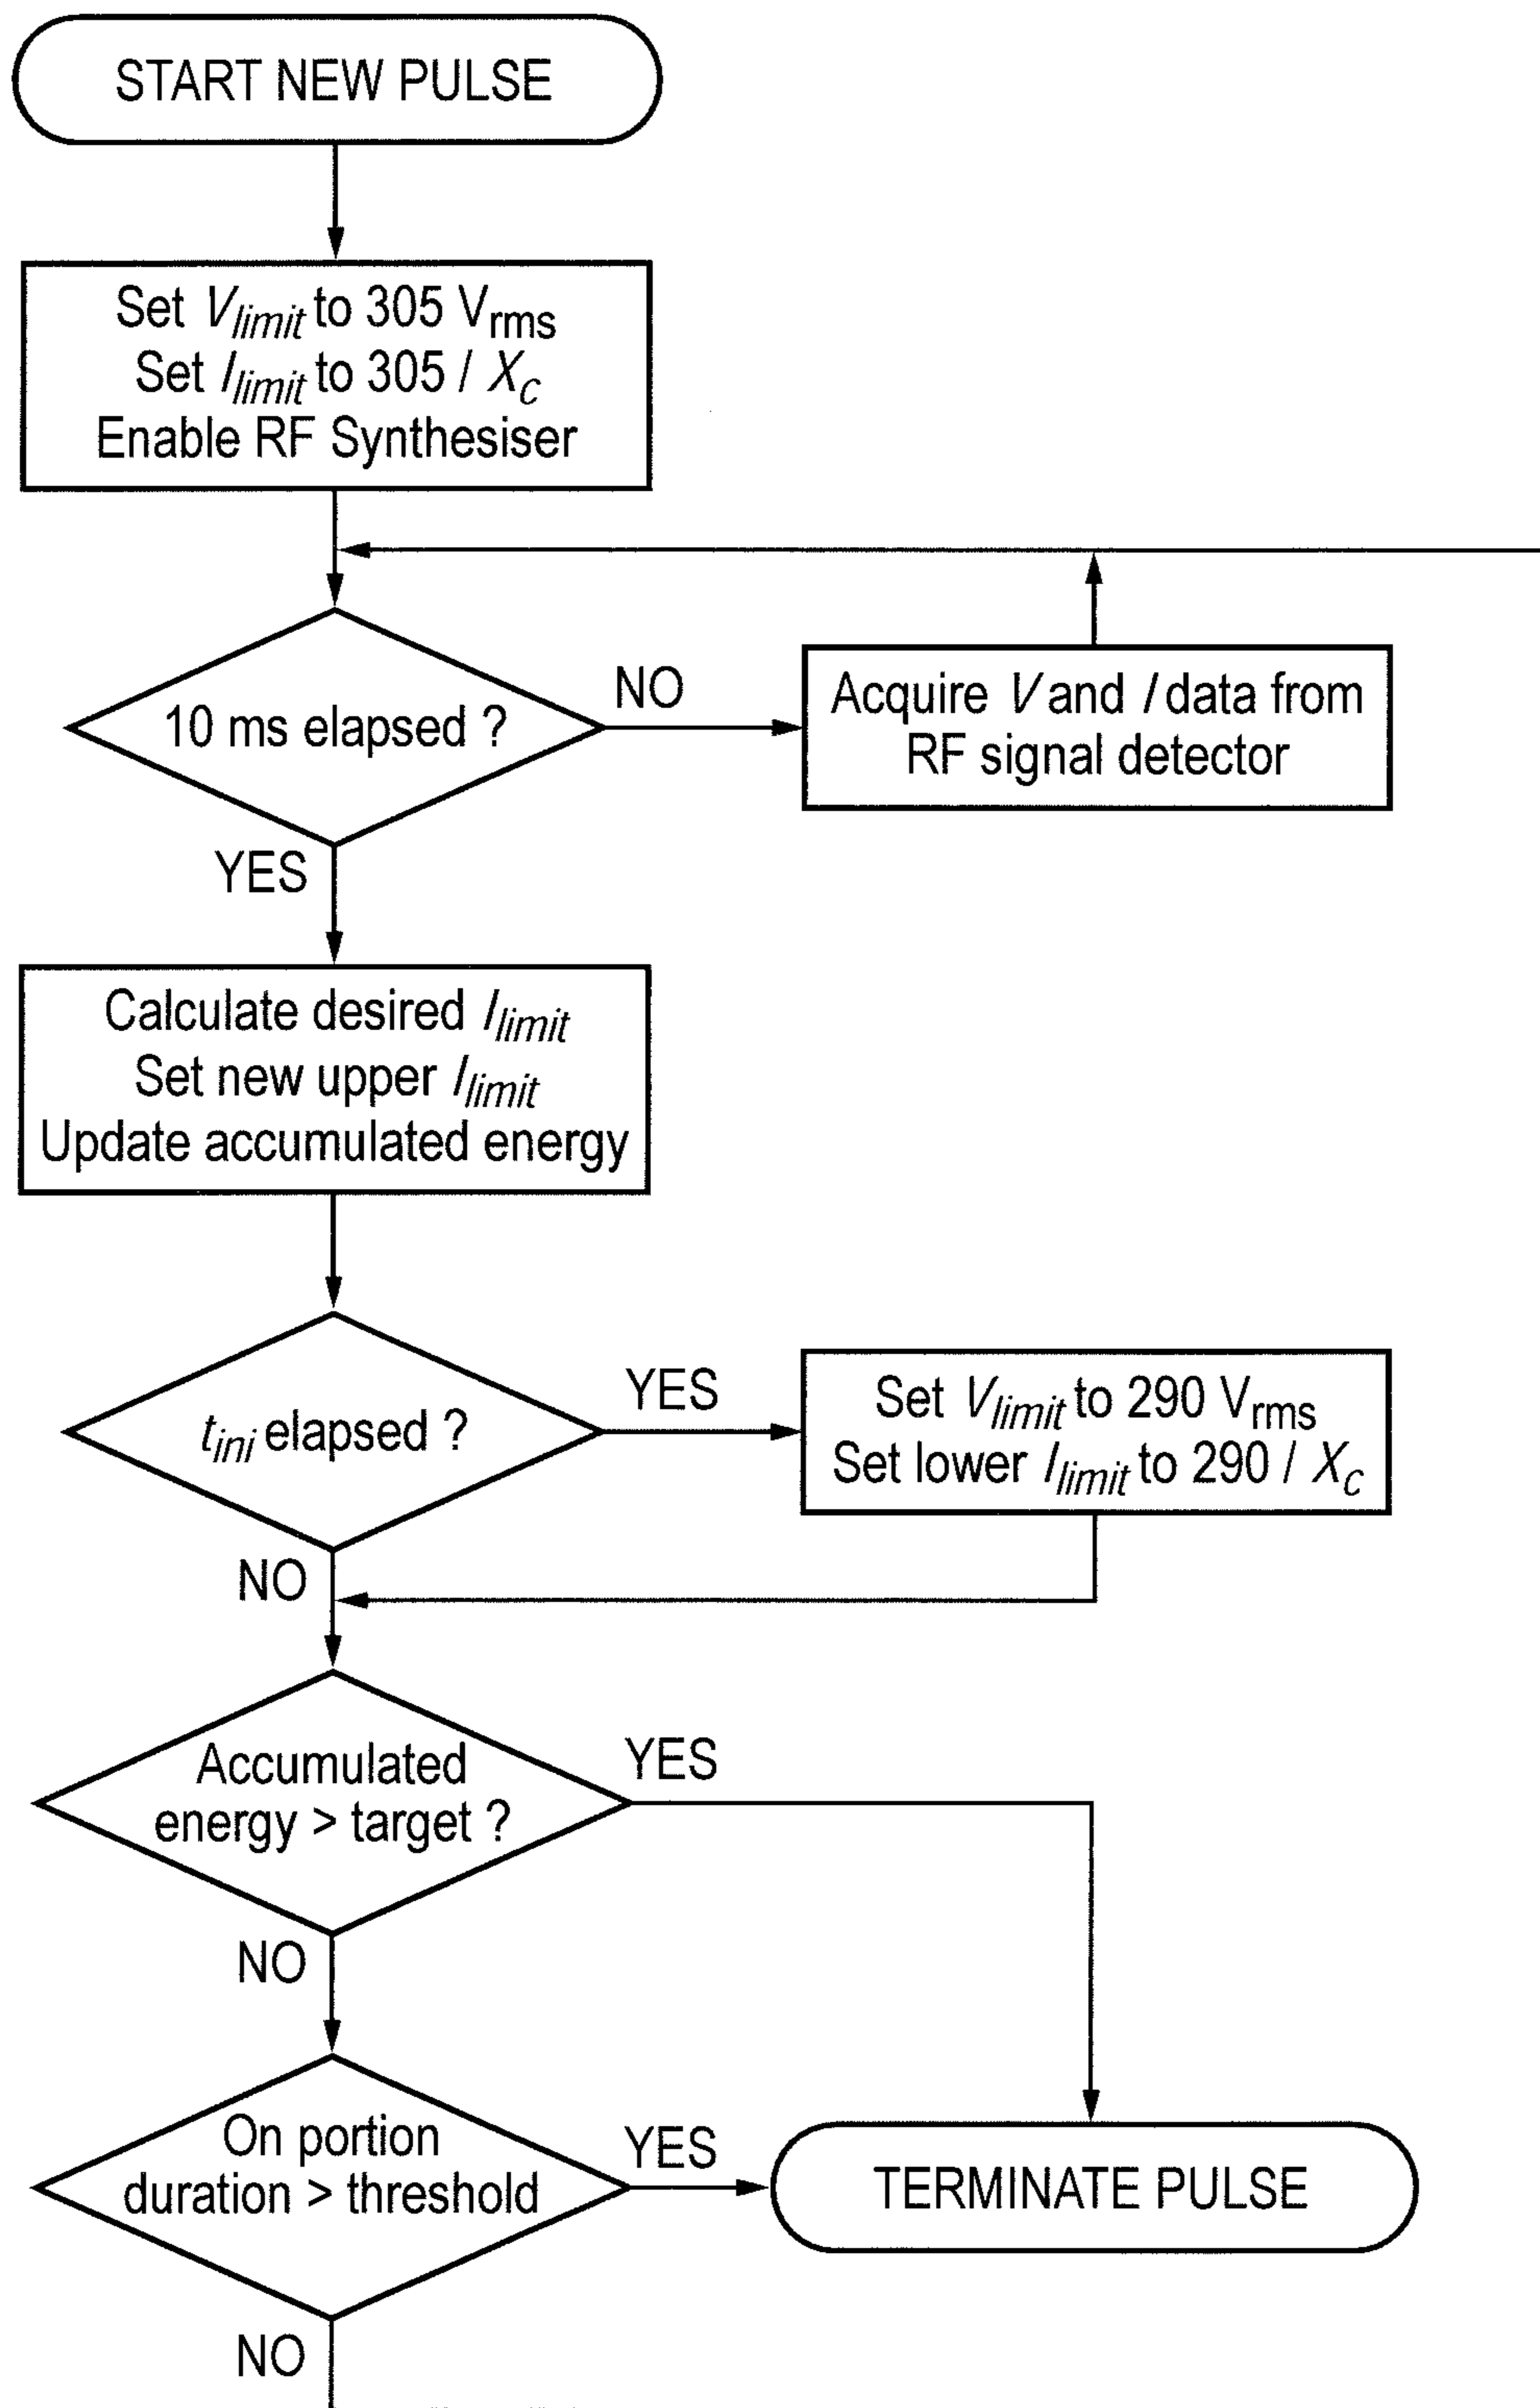 START NEW PULSE
Set Vlimit to 305 Vrms
Set Ilimit to 305 / Xc
Enable RF Synthesiser
10 ms elapsed ?
NO
Acquire V and I data from
RF signal detector
YES
Calculate desired Ilimit
Set new upper Ilimit
Update accumulated energy
tini elapsed ?
YES
Set Vlimit to 290 Vrms
Set lower Ilimit to 290 / Xc
NO
Accumulated
energy > target ?
YES
NO
On portion
duration > threshold
YES
TERMINATE PULSE
NO